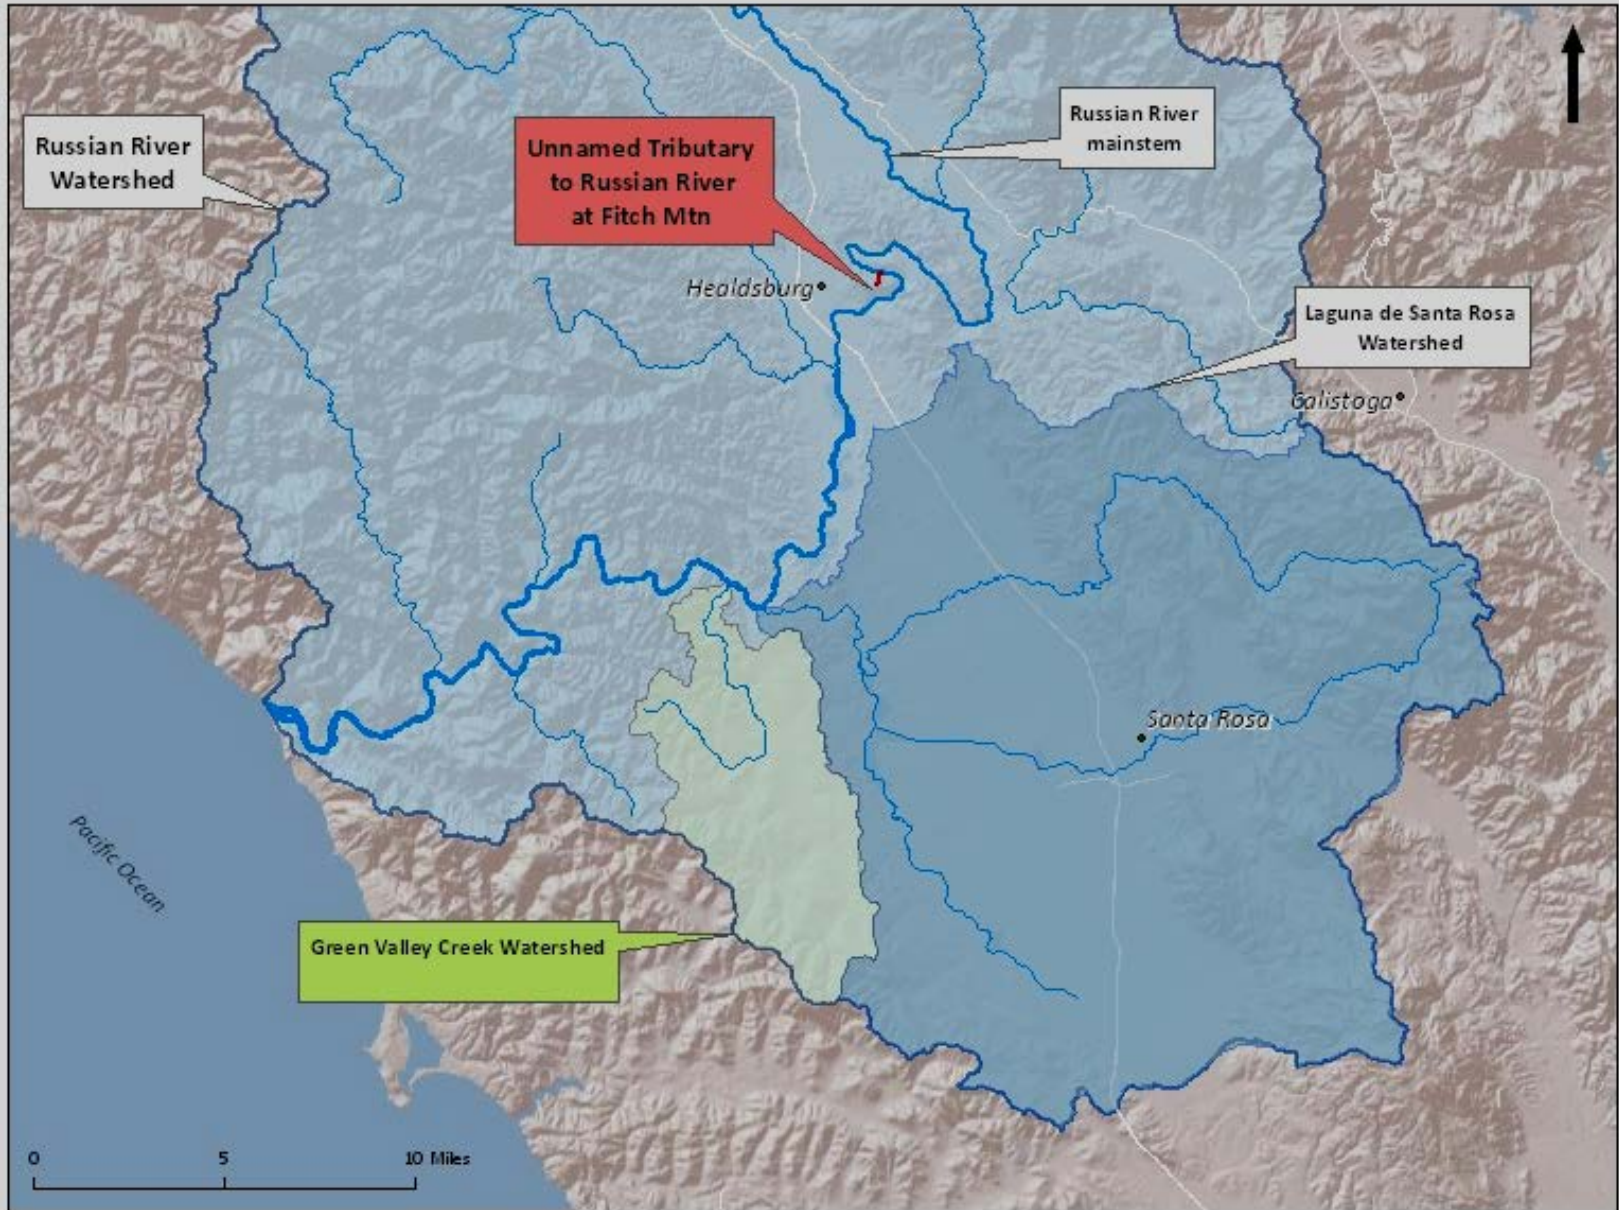 Russian River
mainstem
Russian River
Watershed
Unnamed Tributary
to Russian River
at Fitch Mtn
Healdsburg
Laguna de Santa Rosa
Watershed
Calistoga
Santa Rosa
Pacific Ocean
Green Valley Creek Watershed
0 5 10 Miles